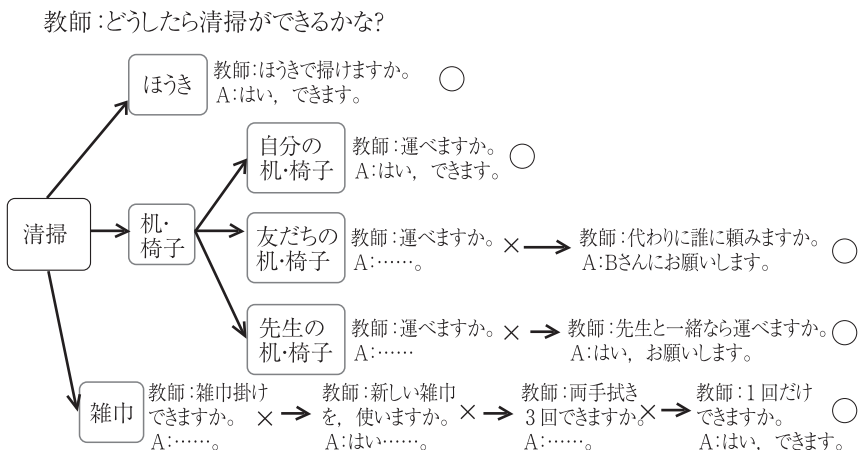 教師:どうしたら清掃ができるかな?
ほうき
教師:ほうきで掃けますか。
A:はい，できます。
○
自分の
机・椅子
教師:運べますか。
A:はい，できます。
○
清掃
机・
椅子
友だちの
机・椅子
教師:運べますか。
A:……。
×
教師:代わりに誰に頼みますか。
A:Bさんにお願いします。
○
先生の
机・椅子
教師:運べますか。
A:……
×
教師:先生と一緒なら運べますか。
A:はい，お願いします。
○
雑巾
教師:雑巾掛け
できますか。
A:……。
×
教師:新しい雑巾
を，使いますか。
A:はい……。
×
教師:両手拭き
3回できますか。
A:……。
×
教師:1回だけ
できますか。
A:はい，できます。
○